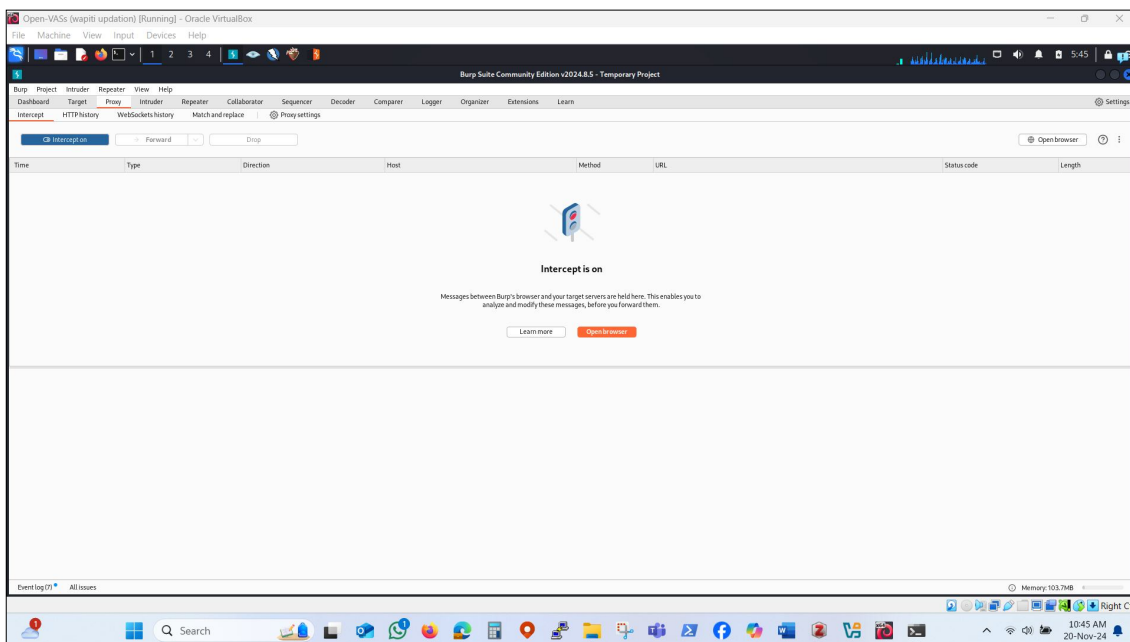 Open-VASs (wapiti updation) [Running] - Oracle VirtualBox
File Machine View Input Devices Help
1 2 3 4 5:45
Burp Suite Community Edition v2024.8.5 - Temporary Project
Burp Project Intruder Repeater View Help
Dashboard Target Proxy Intruder Repeater Collaborator Sequencer Decoder Comparer Logger Organizer Extensions Learn Settings
Intercept HTTP history WebSockets history Match and replace Proxy settings
Intercept on Forward Drop Open browser
Time Type Direction Host Method URL Status code Length
Intercept is on
Messages between Burp's browser and your target servers are held here. This enables you to
analyze and modify these messages, before you forward them.
Learn more Open browser
Event log (7) All issues Memory: 103.7MB
Right C
Search 10:45 AM
20-Nov-24